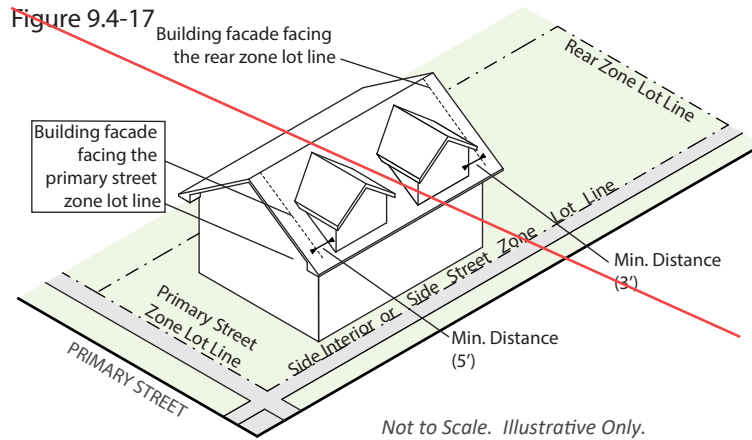 Figure 9.4-17
Building facade facing
the rear zone lot line
Rear Zone Lot Line
Building facade
facing the
primary street
zone lot line
Min. Distance
(3')
Primary Street
Zone Lot Line
Side Interior or Side Street Zone Lot Line
Min. Distance
(5')
PRIMARY STREET
Not to Scale. Illustrative Only.